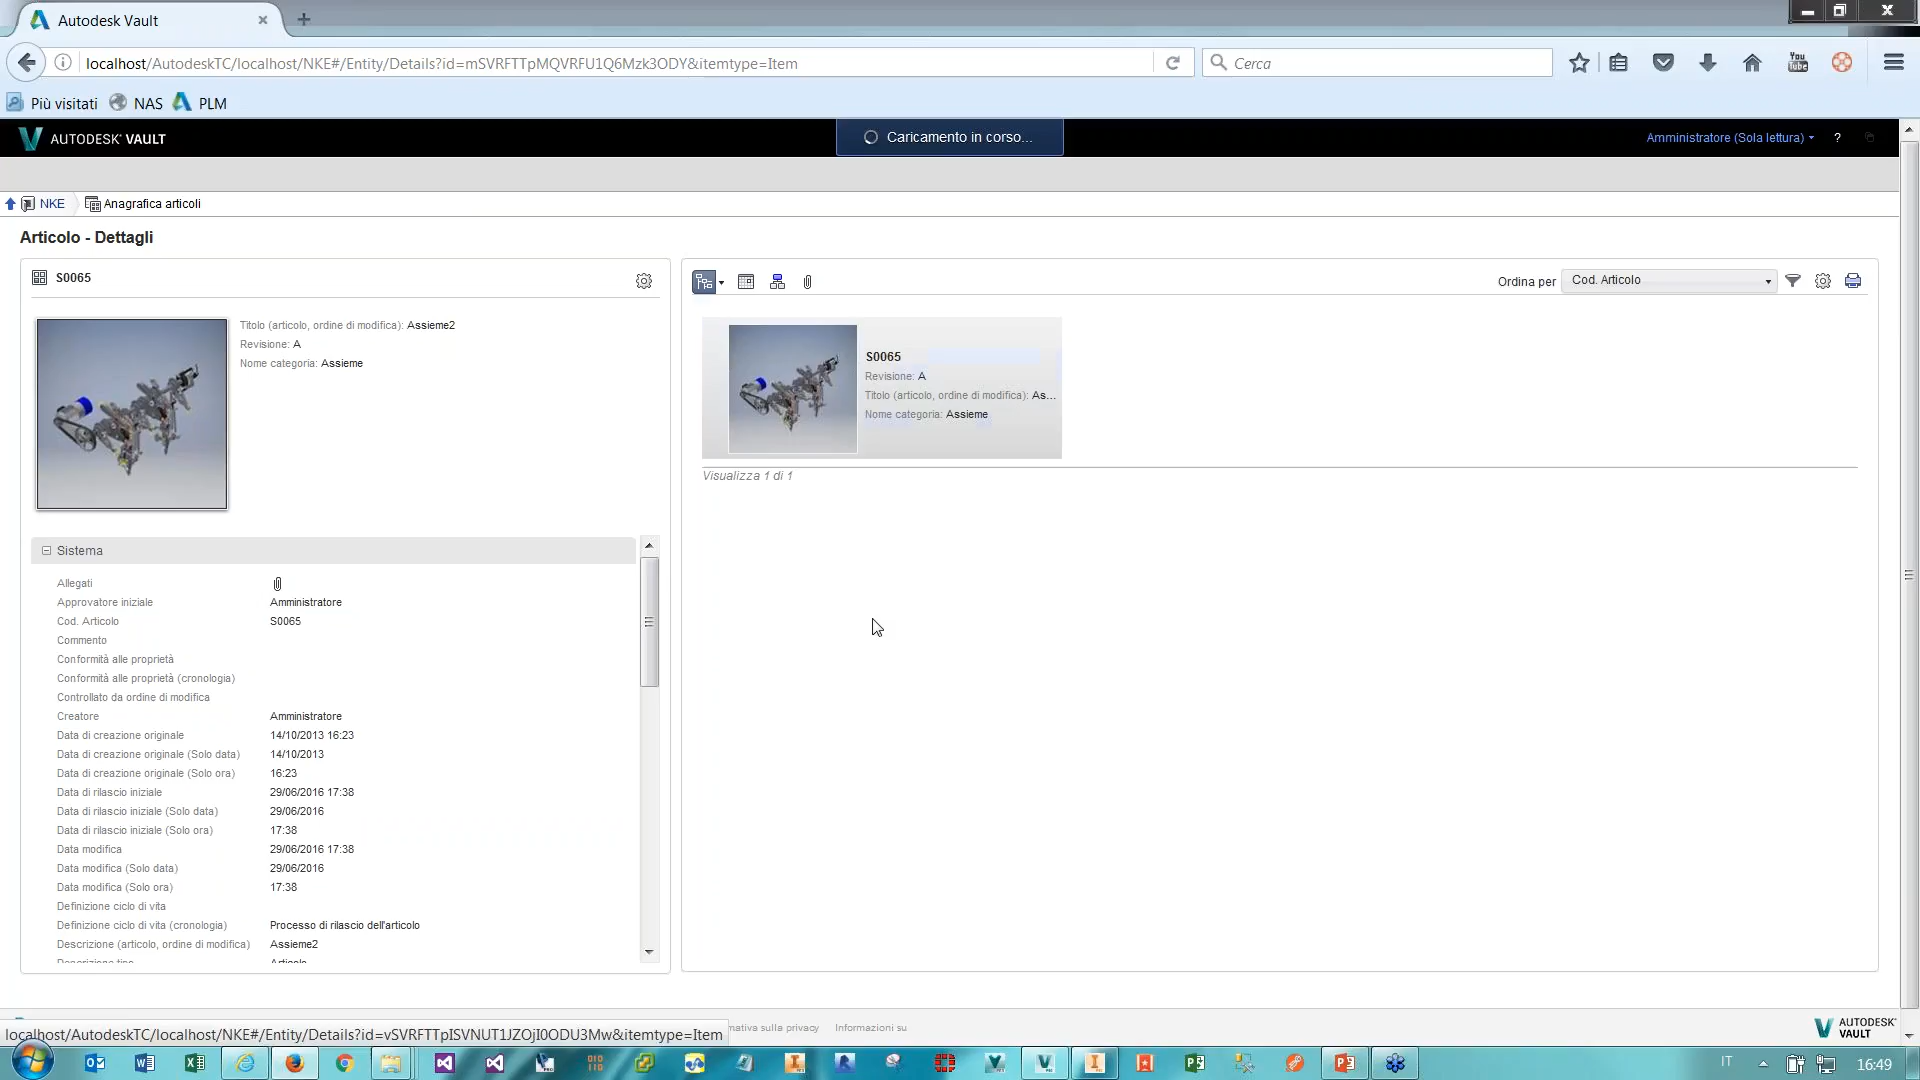 Autodesk Vault
localhost/AutodeskTC/localhost/NKE#/Entity/Details?id=mSVRFTTpMQVRFU1Q6Mzk3ODY&itemtype=Item
Cerca
You Tube
Più visitati NAS PLM
AUTODESK® VAULT
Caricamento in corso...
Amministratore (Sola lettura) ?
NKE Anagrafica articoli
Articolo - Dettagli
S0065
Titolo (articolo, ordine di modifica): Assieme2
Revisione: A
Nome categoria: Assieme
Ordina per Cod. Articolo
S0065
Revisione: A
Titolo (articolo, ordine di modifica): As...
Nome categoria: Assieme
Visualizza 1 di 1
Sistema
Allegati
Approvatore iniziale Amministratore
Cod. Articolo S0065
Commento
Conformità alle proprietà
Conformità alle proprietà (cronologia)
Controllato da ordine di modifica
Creatore Amministratore
Data di creazione originale 14/10/2013 16:23
Data di creazione originale (Solo data) 14/10/2013
Data di creazione originale (Solo ora) 16:23
Data di rilascio iniziale 29/06/2016 17:38
Data di rilascio iniziale (Solo data) 29/06/2016
Data di rilascio iniziale (Solo ora) 17:38
Data modifica 29/06/2016 17:38
Data modifica (Solo data) 29/06/2016
Data modifica (Solo ora) 17:38
Definizione ciclo di vita
Definizione ciclo di vita (cronologia) Processo di rilascio dell'articolo
Descrizione (articolo, ordine di modifica) Assieme2
Descrizione tipo Articolo
localhost/AutodeskTC/localhost/NKE#/Entity/Details?id=vSVRFTTpISVNUT1JZOjI0ODU3Mw&itemtype=Item
mativa sulla privacy Informazioni su
AUTODESK® VAULT
IT 16:49